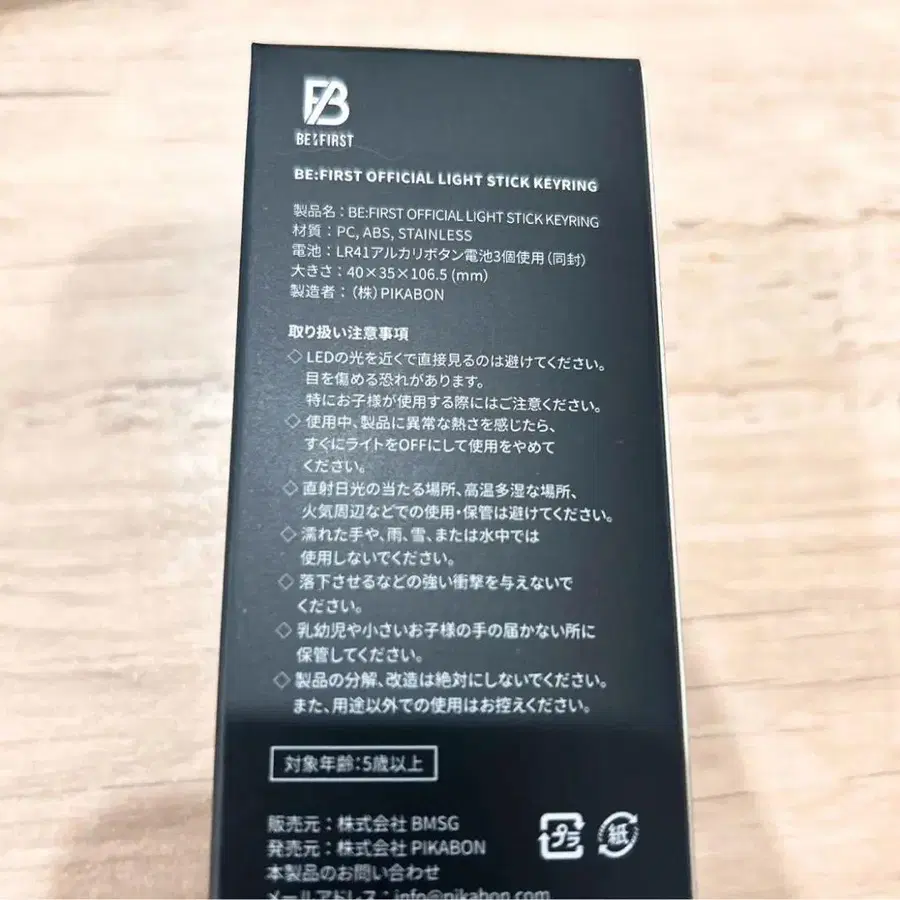 BE:FIRST
BE:FIRST OFFICIAL LIGHT STICK KEYRING
製品名：BE:FIRST OFFICIAL LIGHT STICK KEYRING
材質：PC, ABS, STAINLESS
電池：LR41アルカリボタン電池3個使用（同封）
大きさ：40×35×106.5 (mm)
製造者：（株）PIKABON
取り扱い注意事項
◇ LEDの光を近くで直接見るのは避けてください。
目を傷める恐れがあります。
特にお子様が使用する際にはご注意ください。
◇ 使用中、製品に異常な熱さを感じたら、
すぐにライトをOFFにして使用をやめて
ください。
◇ 直射日光の当たる場所、高温多湿な場所、
火気周辺などでの使用・保管は避けてください。
◇ 濡れた手や、雨、雪、または水中では
使用しないでください。
◇ 落下させるなどの強い衝撃を与えないで
ください。
◇ 乳幼児や小さいお子様の手の届かない所に
保管してください。
◇ 製品の分解、改造は絶対にしないでください。
また、用途以外での使用はお控えください。
対象年齢：5歳以上
販売元：株式会社 BMSG
発売元：株式会社 PIKABON
プラ 紙
本製品のお問い合わせ
メールアドレス：info@pikabon.com